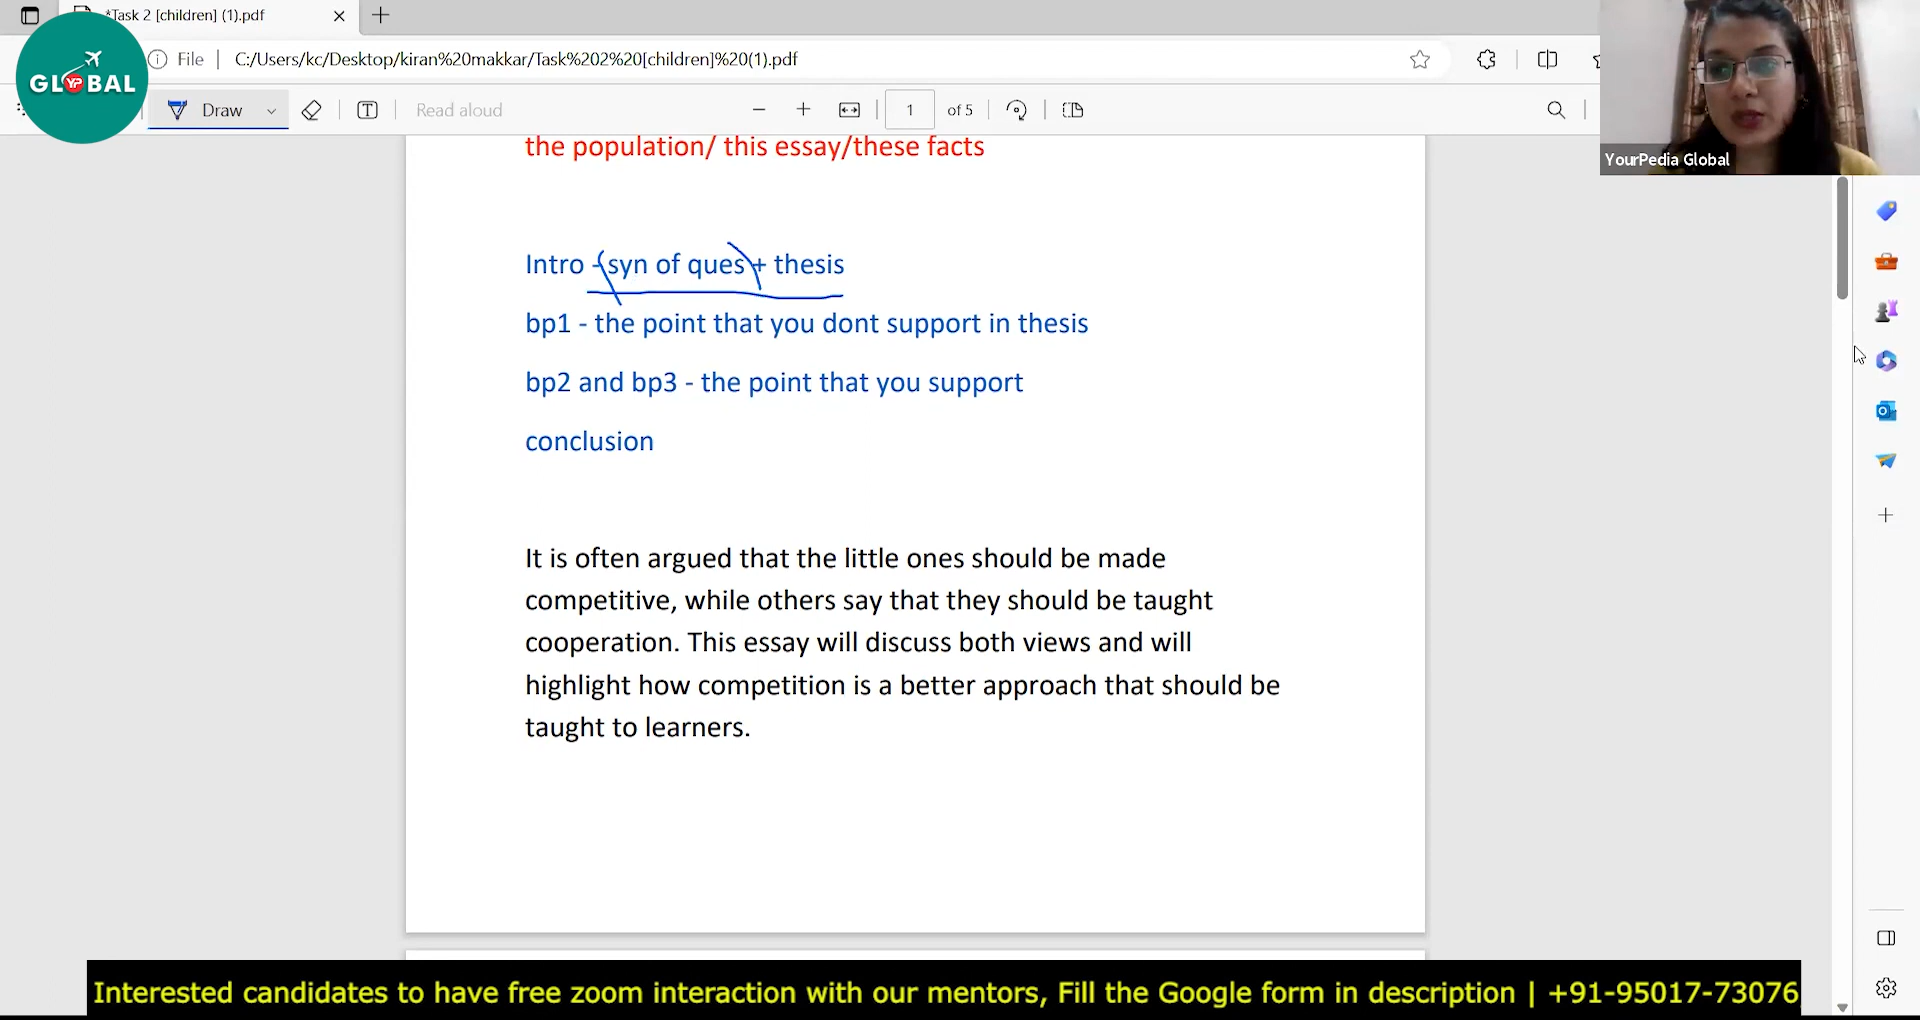 *Task 2 [children] (1).pdf
File
C:/Users/kc/Desktop/kiran%20makkar/Task%202%20[children]%20(1).pdf
GLYPBAL
Draw
Read aloud
1 of 5
YourPedia Global
the population/ this essay/these facts
Intro -(syn of ques)+ thesis
bp1 - the point that you dont support in thesis
bp2 and bp3 - the point that you support
conclusion
It is often argued that the little ones should be made
competitive, while others say that they should be taught
cooperation. This essay will discuss both views and will
highlight how competition is a better approach that should be
taught to learners.
Interested candidates to have free zoom interaction with our mentors, Fill the Google form in description | +91-95017-73076